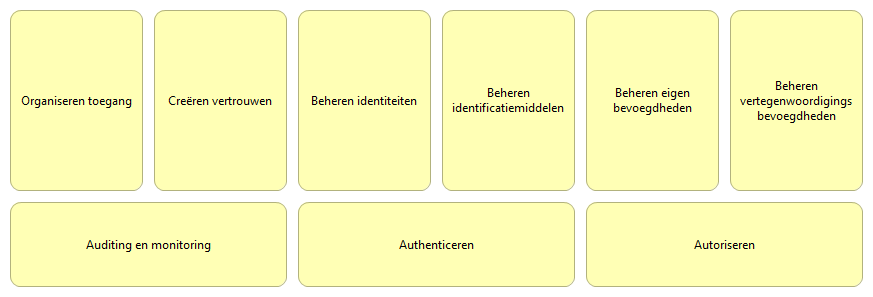 Organiseren toegang
Creëren vertrouwen
Beheren identiteiten
Beheren
identificatiemiddelen
Beheren eigen
bevoegdheden
Beheren
vertegenwoordigings
bevoegdheden
Auditing en monitoring
Authenticeren
Autoriseren